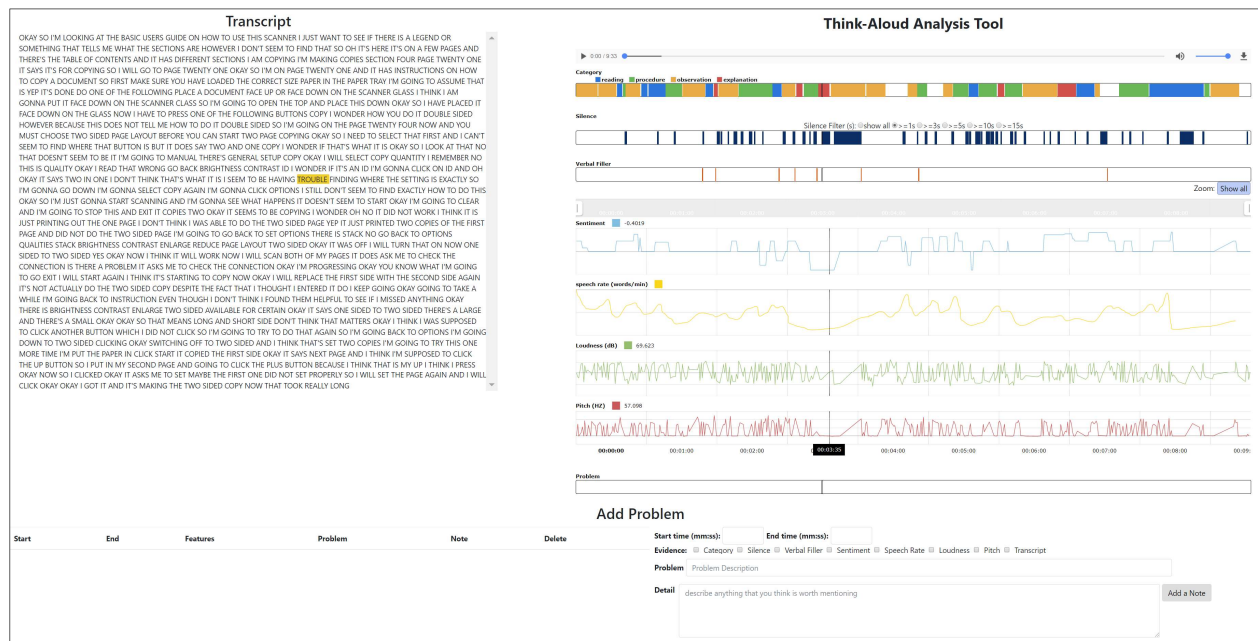 Transcript
OKAY SO I'M LOOKING AT THE BASIC USERS GUIDE ON HOW TO USE THIS SCANNER I JUST WANT TO SEE IF THERE IS A LEGEND OR
SOMETHING THAT TELLS ME WHAT THE SECTIONS ARE HOWEVER I DON'T SEEM TO FIND THAT SO OH IT'S HERE IT'S ON A FEW PAGES AND
THERE'S THE TABLE OF CONTENTS AND IT HAS DIFFERENT SECTIONS I AM COPYING I'M MAKING COPIES SECTION FOUR PAGE TWENTY ONE
IT SAYS IT'S FOR COPYING SO I WILL GO TO PAGE TWENTY ONE OKAY SO I'M ON PAGE TWENTY ONE AND IT HAS INSTRUCTIONS ON HOW
TO COPY A DOCUMENT SO FIRST MAKE SURE YOU HAVE LOADED THE CORRECT SIZE PAPER IN THE PAPER TRAY I'M GOING TO ASSUME THAT
IS YEP IT'S DONE DO ONE OF THE FOLLOWING PLACE A DOCUMENT FACE UP OR FACE DOWN ON THE SCANNER GLASS I THINK I AM
GONNA PUT IT FACE DOWN ON THE SCANNER CLASS SO I'M GOING TO OPEN THE TOP AND PLACE THIS DOWN OKAY SO I HAVE PLACED IT
FACE DOWN ON THE GLASS NOW I HAVE TO PRESS ONE OF THE FOLLOWING BUTTONS COPY I WONDER HOW YOU DO IT DOUBLE SIDED
HOWEVER BECAUSE THIS DOES NOT TELL ME HOW TO DO IT DOUBLE SIDED SO I'M GOING ON THE PAGE TWENTY FOUR NOW AND YOU
MUST CHOOSE TWO SIDED PAGE LAYOUT BEFORE YOU CAN START TWO PAGE COPYING OKAY SO I NEED TO SELECT THAT FIRST AND I CAN'T
SEEM TO FIND WHERE THAT BUTTON IS BUT IT DOES SAY TWO AND ONE COPY I WONDER IF THAT'S WHAT IT IS OKAY SO I LOOK AT THAT NO
THAT DOESN'T SEEM TO BE IT I'M GOING TO MANUAL THERE'S GENERAL SETUP COPY OKAY I WILL SELECT COPY QUANTITY I REMEMBER NO
THIS IS QUALITY OKAY I READ THAT WRONG GO BACK BRIGHTNESS CONTRAST ID I WONDER IF IT'S AN ID I'M GONNA CLICK ON ID AND OH
OKAY IT SAYS TWO IN ONE I DON'T THINK THAT'S WHAT IT IS I SEEM TO BE HAVING TROUBLE FINDING WHERE THE SETTING IS EXACTLY SO
I'M GONNA GO DOWN I'M GONNA SELECT COPY AGAIN I'M GONNA CLICK OPTIONS I STILL DON'T SEEM TO FIND EXACTLY HOW TO DO THIS
OKAY SO I'M JUST GONNA START SCANNING AND I'M GONNA SEE WHAT HAPPENS IT DOESN'T SEEM TO START OKAY I'M GOING TO CLEAR
AND I'M GOING TO STOP THIS AND EXIT IT COPIES TWO OKAY IT SEEMS TO BE COPYING I WONDER OH NO IT DID NOT WORK I THINK IT IS
JUST PRINTING OUT THE ONE PAGE I DON'T THINK I WAS ABLE TO DO THE TWO SIDED PAGE YEP IT JUST PRINTED TWO COPIES OF THE FIRST
PAGE AND DID NOT DO THE TWO SIDED PAGE I'M GOING TO GO BACK TO SET OPTIONS THERE IS STACK NO GO BACK TO OPTIONS
QUALITIES STACK BRIGHTNESS CONTRAST ENLARGE REDUCE PAGE LAYOUT TWO SIDED OKAY IT WAS OFF I WILL TURN THAT ON NOW ONE
SIDED TO TWO SIDED YES OKAY NOW I THINK IT WILL WORK NOW I WILL SCAN BOTH OF MY PAGES IT DOES ASK ME TO CHECK THE
CONNECTION IS THERE A PROBLEM IT ASKS ME TO CHECK THE CONNECTION OKAY I'M PROGRESSING OKAY YOU KNOW WHAT I'M GOING
TO GO EXIT I WILL START AGAIN I THINK IT'S STARTING TO COPY NOW OKAY I WILL REPLACE THE FIRST SIDE WITH THE SECOND SIDE AGAIN
IT'S NOT ACTUALLY DO THE TWO SIDED COPY DESPITE THE FACT THAT I THOUGHT I ENTERED IT DO I KEEP GOING OKAY GOING TO TAKE A
WHILE I'M GOING BACK TO INSTRUCTION EVEN THOUGH I DON'T THINK I FOUND THEM HELPFUL TO SEE IF I MISSED ANYTHING OKAY
THERE IS BRIGHTNESS CONTRAST ENLARGE TWO SIDED AVAILABLE FOR CERTAIN OKAY IT SAYS ONE SIDED TO TWO SIDED THERE'S A LARGE
AND THERE'S A SMALL OKAY OKAY SO THAT MEANS LONG AND SHORT SIDE DON'T THINK THAT MATTERS OKAY I THINK I WAS SUPPOSED
TO CLICK ANOTHER BUTTON WHICH I DID NOT CLICK SO I'M GOING TO TRY TO DO THAT AGAIN SO I'M GOING BACK TO OPTIONS I'M GOING
DOWN TO TWO SIDED CLICKING OKAY SWITCHING OFF TO TWO SIDED AND I THINK THAT'S SET TWO COPIES I'M GOING TO TRY THIS ONE
MORE TIME I'M PUT THE PAPER IN CLICK START IT COPIED THE FIRST SIDE OKAY IT SAYS NEXT PAGE AND I THINK I'M SUPPOSED TO CLICK
THE UP BUTTON SO I PUT IN MY SECOND PAGE AND GOING TO CLICK THE PLUS BUTTON BECAUSE I THINK THAT IS MY UP I THINK I PRESS
OKAY NOW SO I CLICKED OKAY IT ASKS ME TO SET MAYBE THE FIRST ONE DID NOT SET PROPERLY SO I WILL SET THE PAGE AGAIN AND I WILL
CLICK OKAY OKAY I GOT IT AND IT'S MAKING THE TWO SIDED COPY NOW THAT TOOK REALLY LONG
Think-Aloud Analysis Tool
0:00 / 9:33
Category
reading procedure observation explanation
Silence
Silence Filter (s): show all >=1s >=3s >=5s >=10s >=15s
Verbal Filler
Zoom: Show all
Sentiment -0.4019
speech rate (words/min)
Loudness (dB) 69.623
Pitch (HZ) 57.098
00:00:00 00:01:00 00:02:00 00:03:35 00:04:00 00:05:00 00:06:00 00:07:00 00:08:00 00:09:
Problem
Add Problem
Start End Features Problem Note Delete
Start time (mm:ss): End time (mm:ss):
Evidence: Category Silence Verbal Filler Sentiment Speech Rate Loudness Pitch Transcript
Problem Problem Description
Detail describe anything that you think is worth mentioning
Add a Note